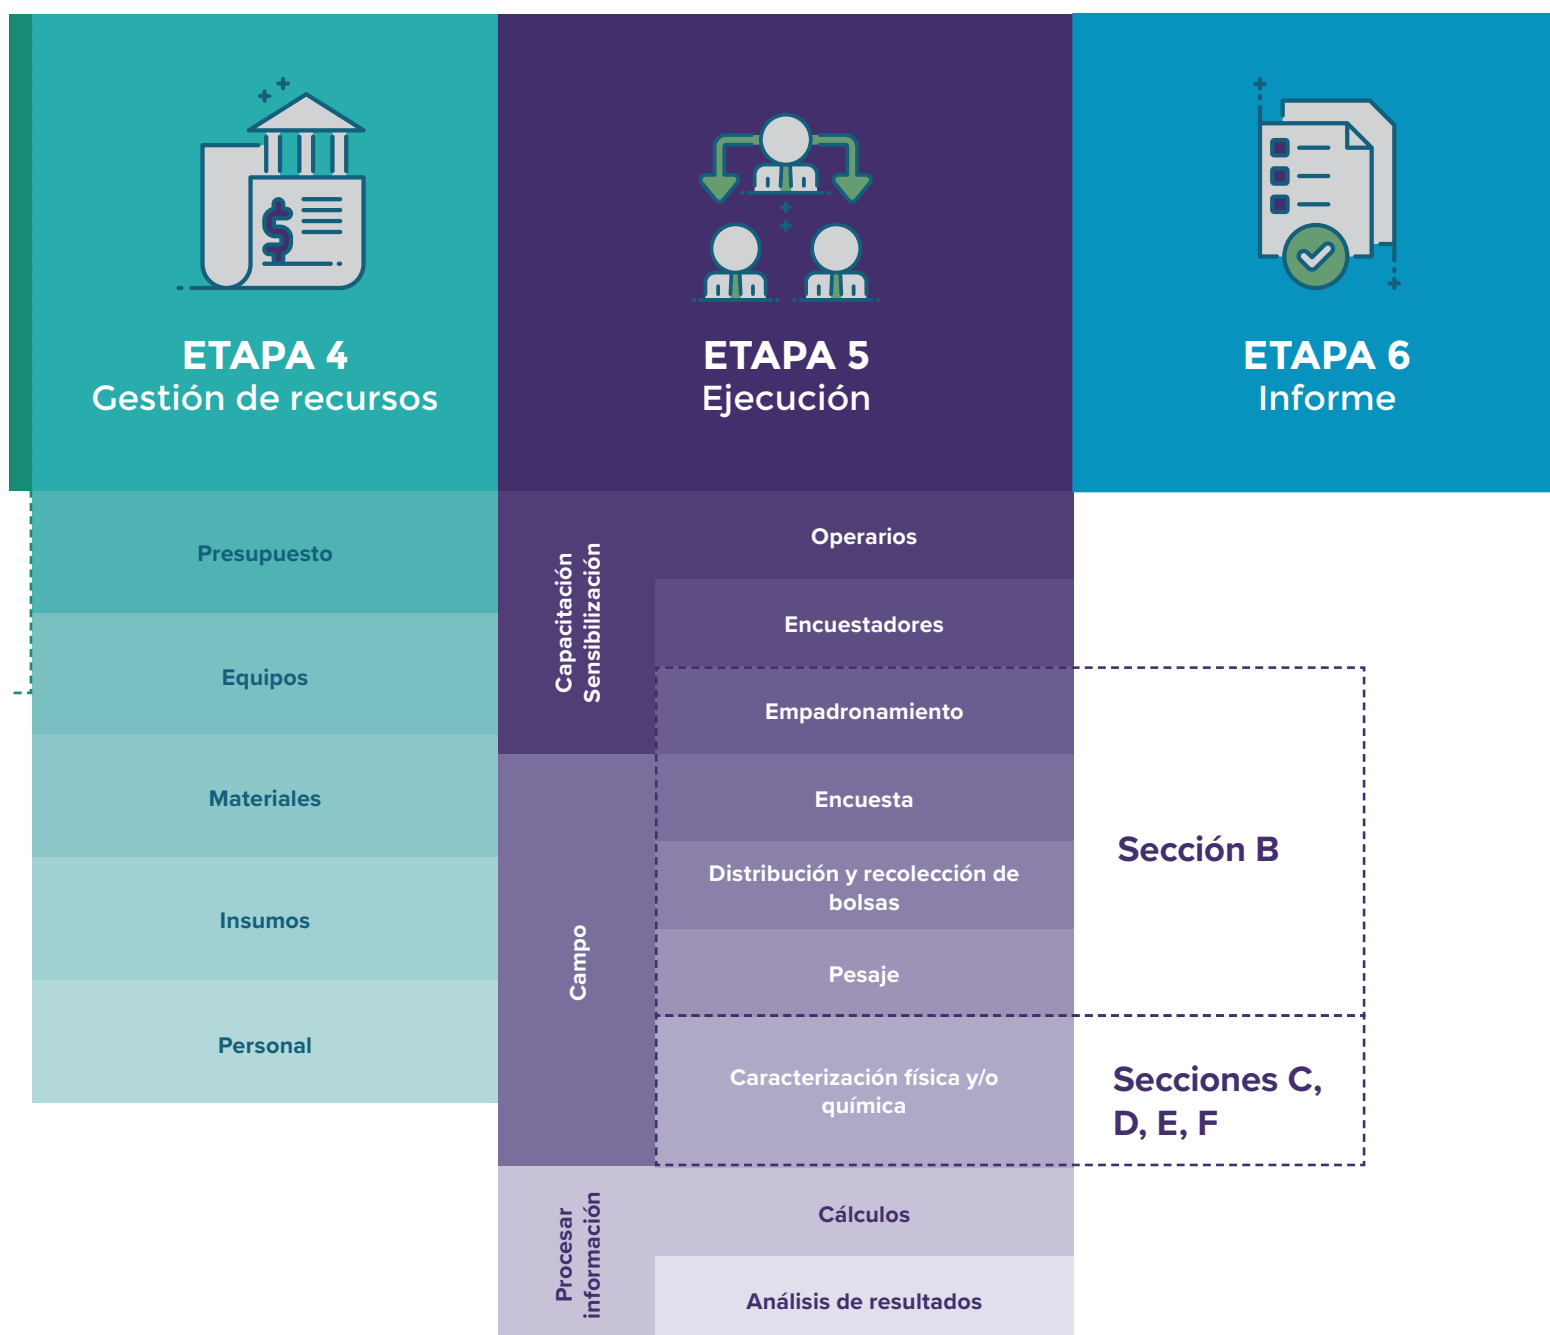 ETAPA 4
Gestión de recursos
Presupuesto
Equipos
Materiales
Insumos
Personal
ETAPA 5
Ejecución
Capacitación
Sensibilización
Operarios
Encuestadores
Empadronamiento
Campo
Encuesta
Distribución y recolección de
bolsas
Pesaje
Caracterización física y/o
química
Procesar
información
Cálculos
Análisis de resultados
ETAPA 6
Informe
Sección B
Secciones C,
D, E, F